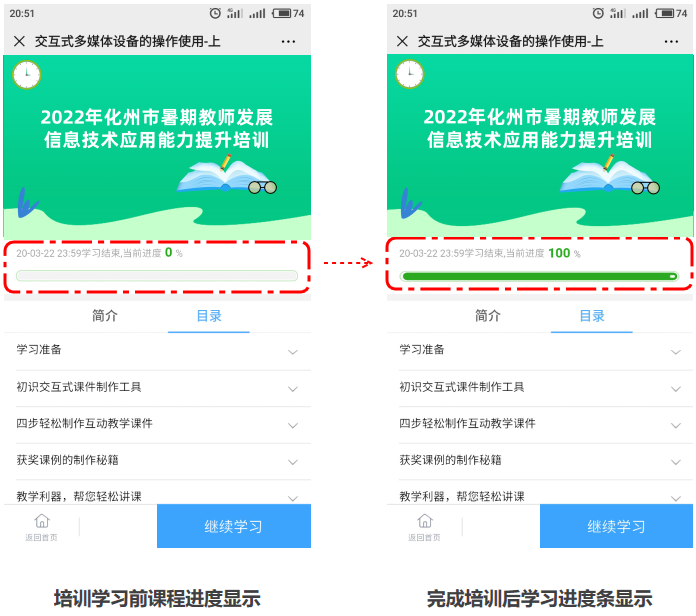 20:51
4G
74
交互式多媒体设备的操作使用-上
2022年化州市暑期教师发展
信息技术应用能力提升培训
20-03-22 23:59学习结束,当前进度 0 %
简介
目录
学习准备
初识交互式课件制作工具
四步轻松制作互动教学课件
获奖课例的制作秘籍
教学利器，帮您轻松讲课
返回首页
继续学习
培训学习前课程进度显示
20:51
4G
74
交互式多媒体设备的操作使用-上
2022年化州市暑期教师发展
信息技术应用能力提升培训
20-03-22 23:59学习结束,当前进度 100 %
简介
目录
学习准备
初识交互式课件制作工具
四步轻松制作互动教学课件
获奖课例的制作秘籍
教学利器，帮您轻松讲课
返回首页
继续学习
完成培训后学习进度条显示